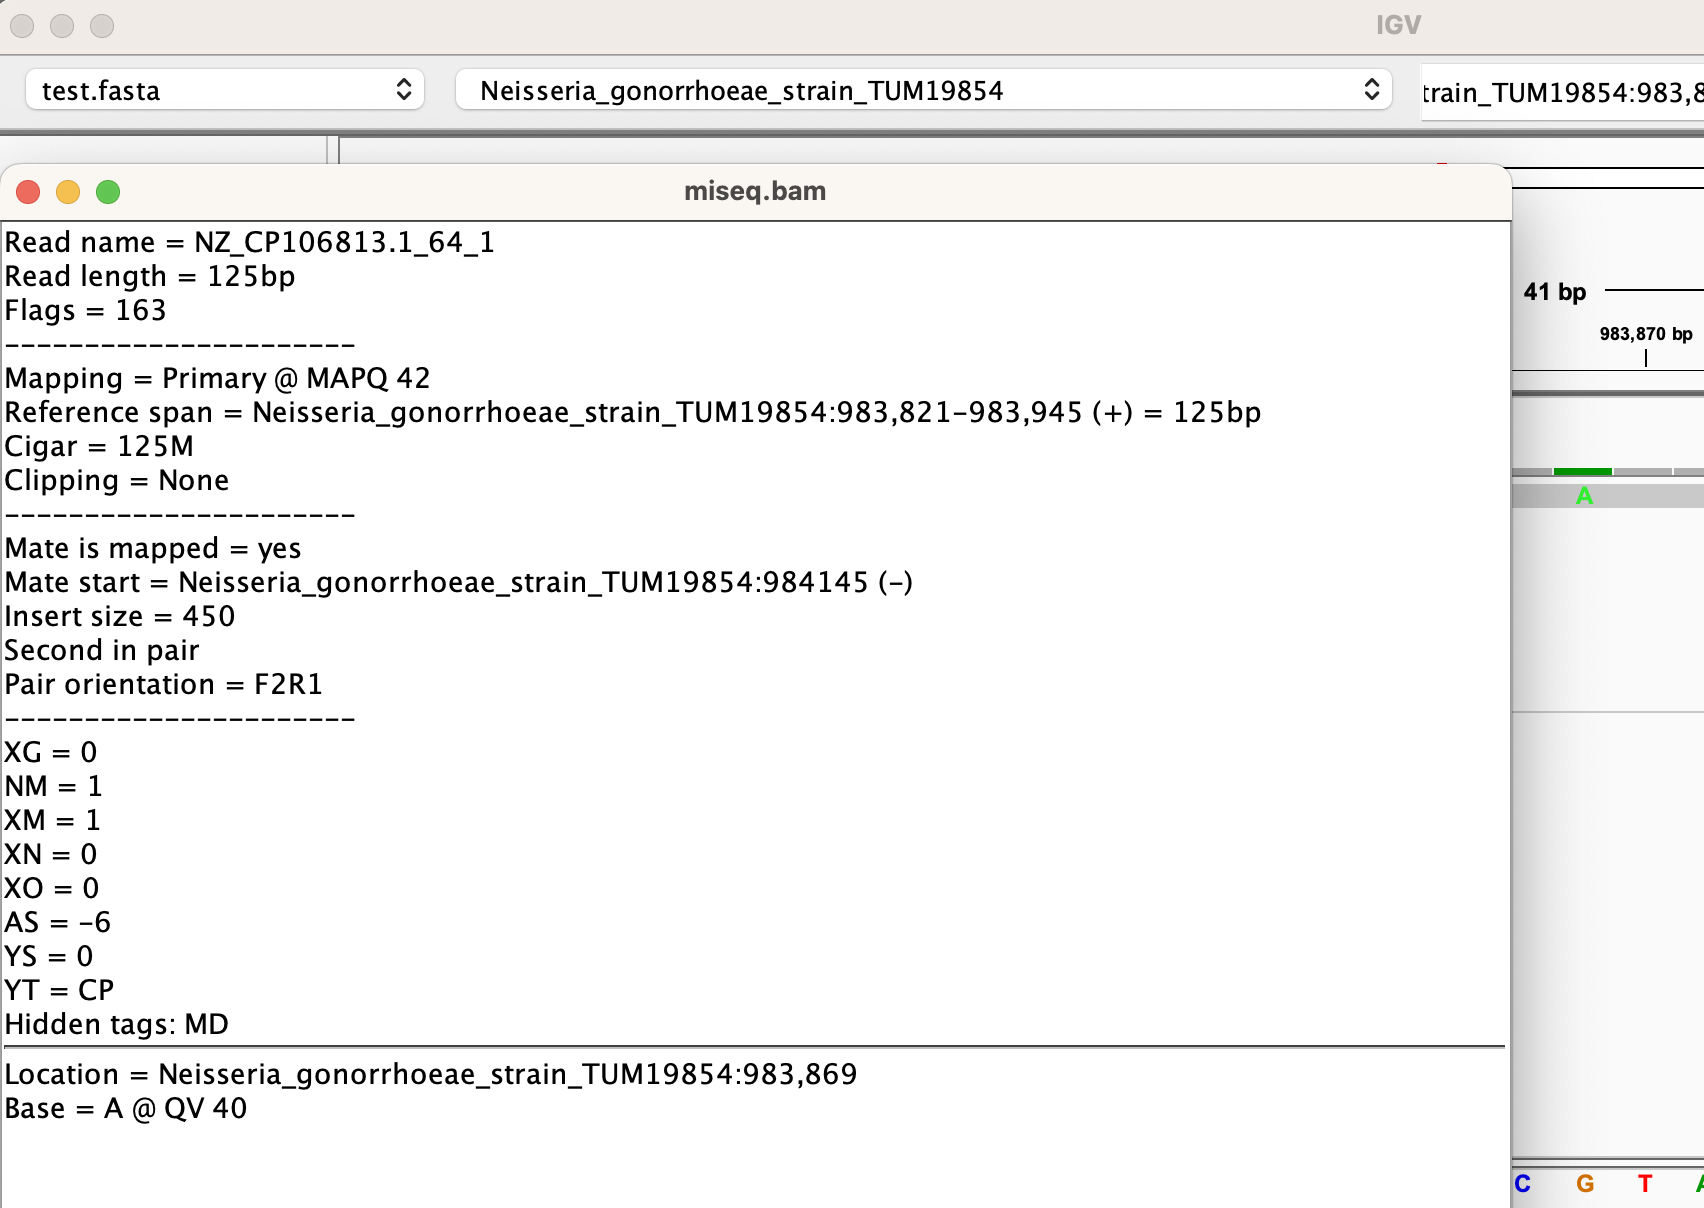 IGV
test.fasta
Neisseria_gonorrhoeae_strain_TUM19854
train_TUM19854:983,8
miseq.bam
Read name = NZ_CP106813.1_64_1
Read length = 125bp
Flags = 163
----------------------
Mapping = Primary @ MAPQ 42
Reference span = Neisseria_gonorrhoeae_strain_TUM19854:983,821-983,945 (+) = 125bp
Cigar = 125M
Clipping = None
----------------------
Mate is mapped = yes
Mate start = Neisseria_gonorrhoeae_strain_TUM19854:984145 (-)
Insert size = 450
Second in pair
Pair orientation = F2R1
----------------------
XG = 0
NM = 1
XM = 1
XN = 0
XO = 0
AS = -6
YS = 0
YT = CP
Hidden tags: MD
Location = Neisseria_gonorrhoeae_strain_TUM19854:983,869
Base = A @ QV 40
41 bp
983,870 bp
A
C G T A